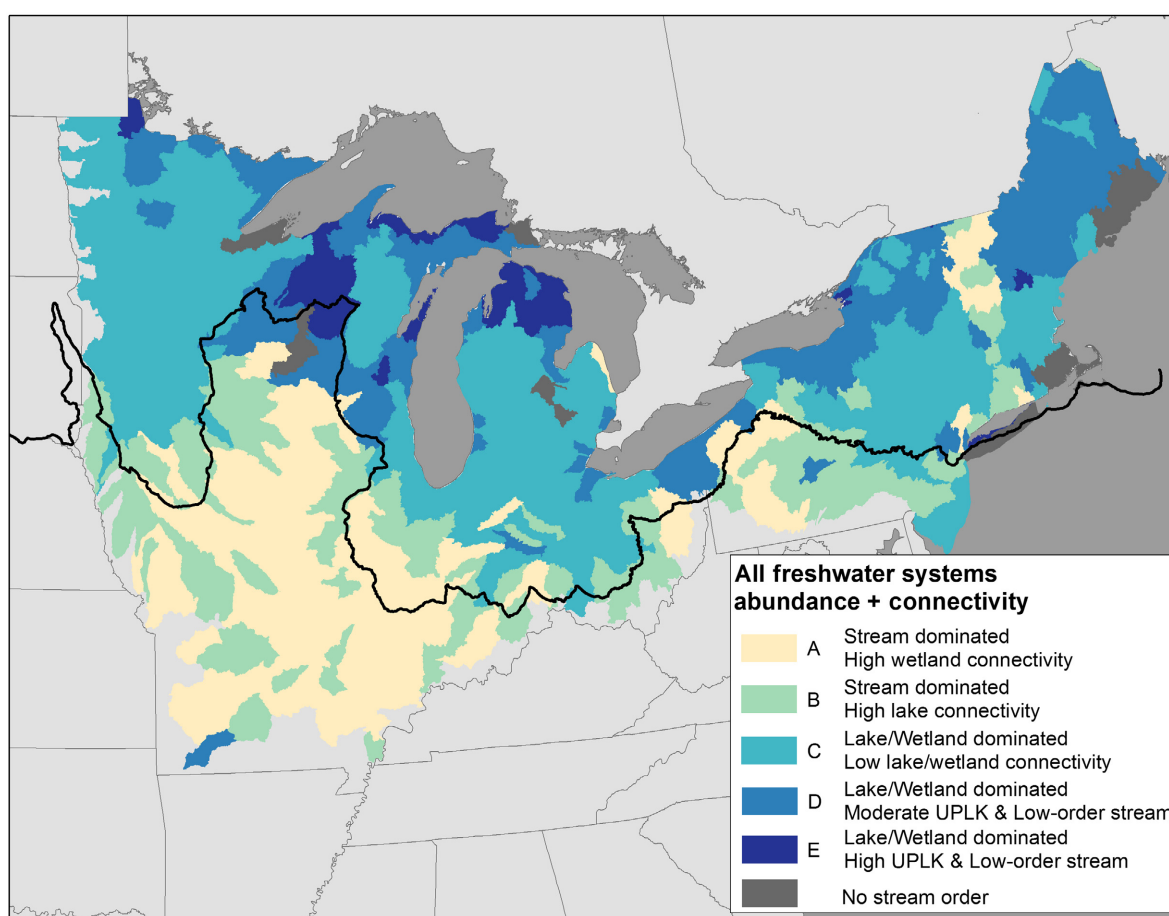 All freshwater systems
abundance + connectivity
A
Stream dominated
High wetland connectivity
B
Stream dominated
High lake connectivity
C
Lake/Wetland dominated
Low lake/wetland connectivity
D
Lake/Wetland dominated
Moderate UPLK & Low-order stream
E
Lake/Wetland dominated
High UPLK & Low-order stream
No stream order